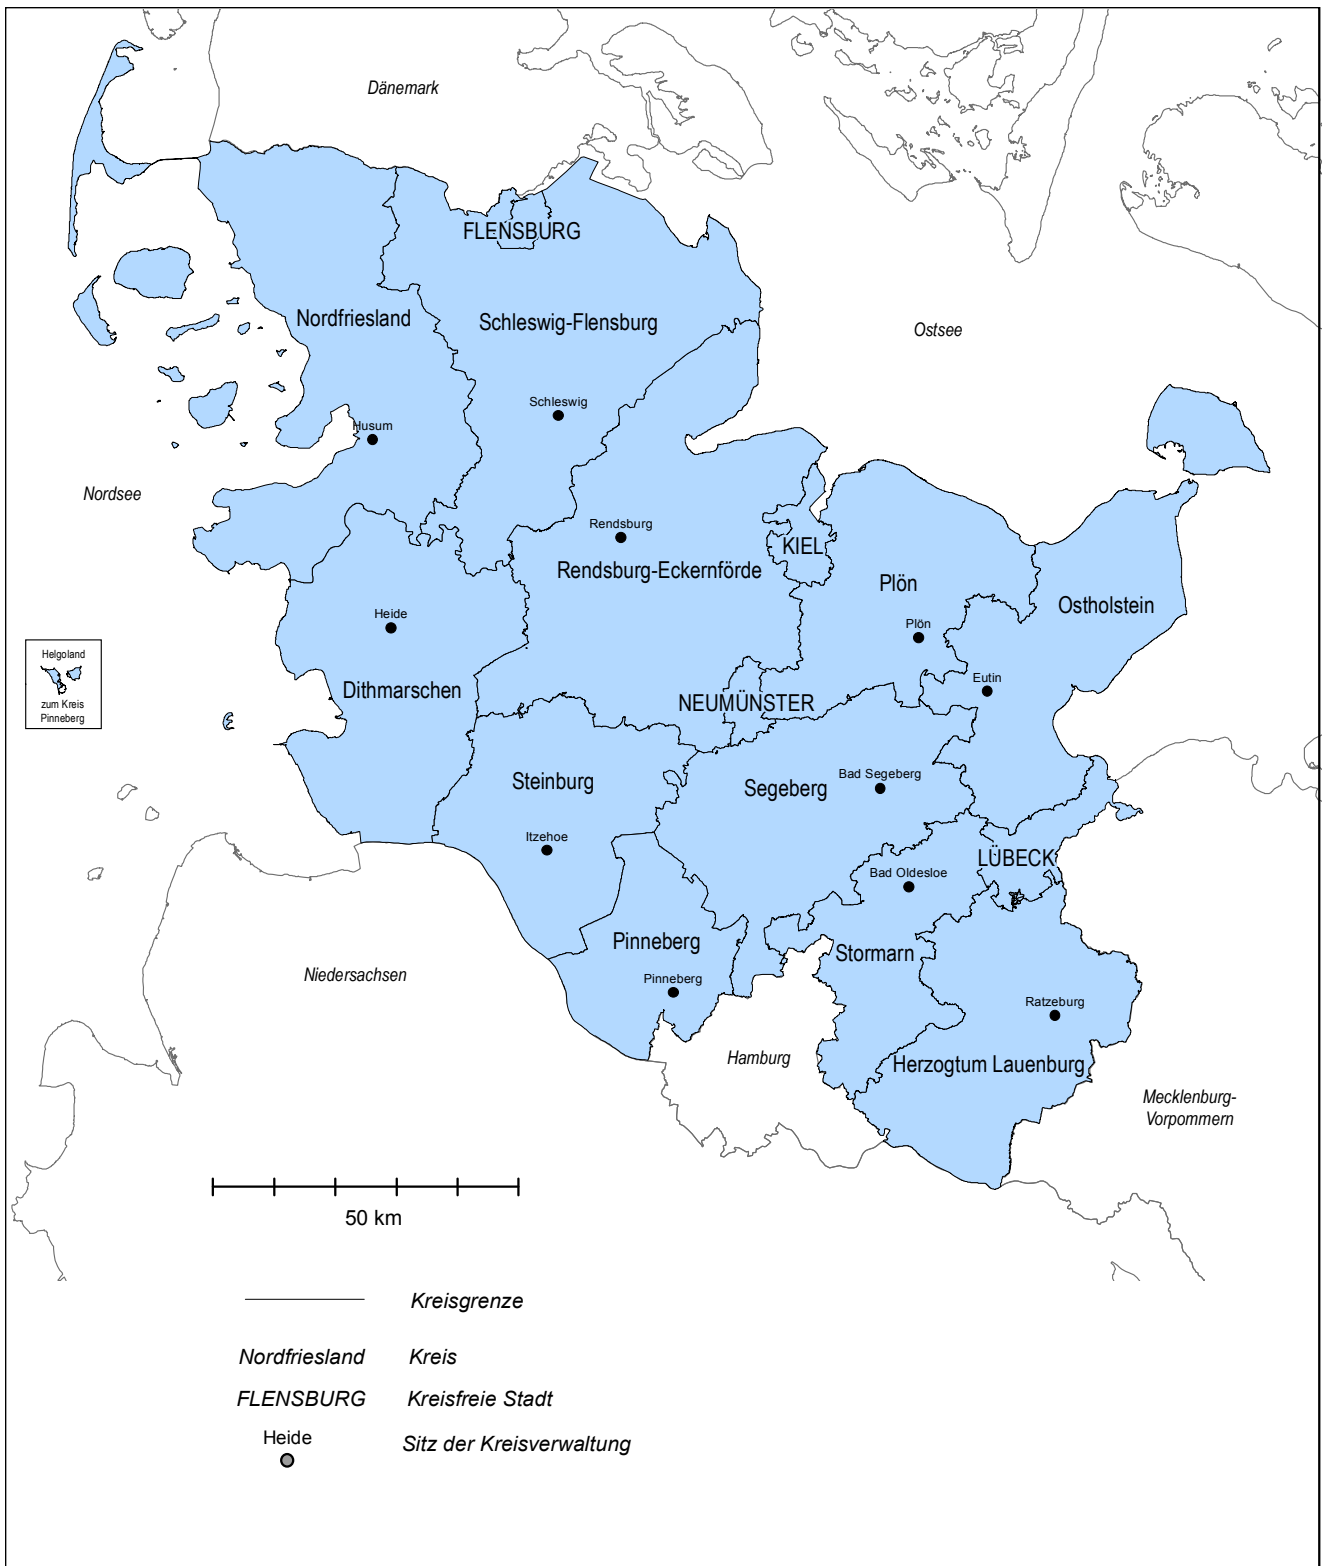 Dänemark
FLENSBURG
Nordfriesland
Schleswig-Flensburg
Ostsee
Schleswig
Husum
Nordsee
Rendsburg
KIEL
Rendsburg-Eckernförde
Plön
Ostholstein
Heide
Plön
Helgoland
zum Kreis
Pinneberg
Eutin
Dithmarschen
NEUMÜNSTER
Steinburg
Bad Segeberg
Segeberg
Itzehoe
LÜBECK
Bad Oldesloe
Pinneberg
Stormarn
Niedersachsen
Pinneberg
Ratzeburg
Hamburg
Herzogtum Lauenburg
Mecklenburg-
Vorpommern
50 km
Kreisgrenze
Nordfriesland Kreis
FLENSBURG Kreisfreie Stadt
Heide Sitz der Kreisverwaltung